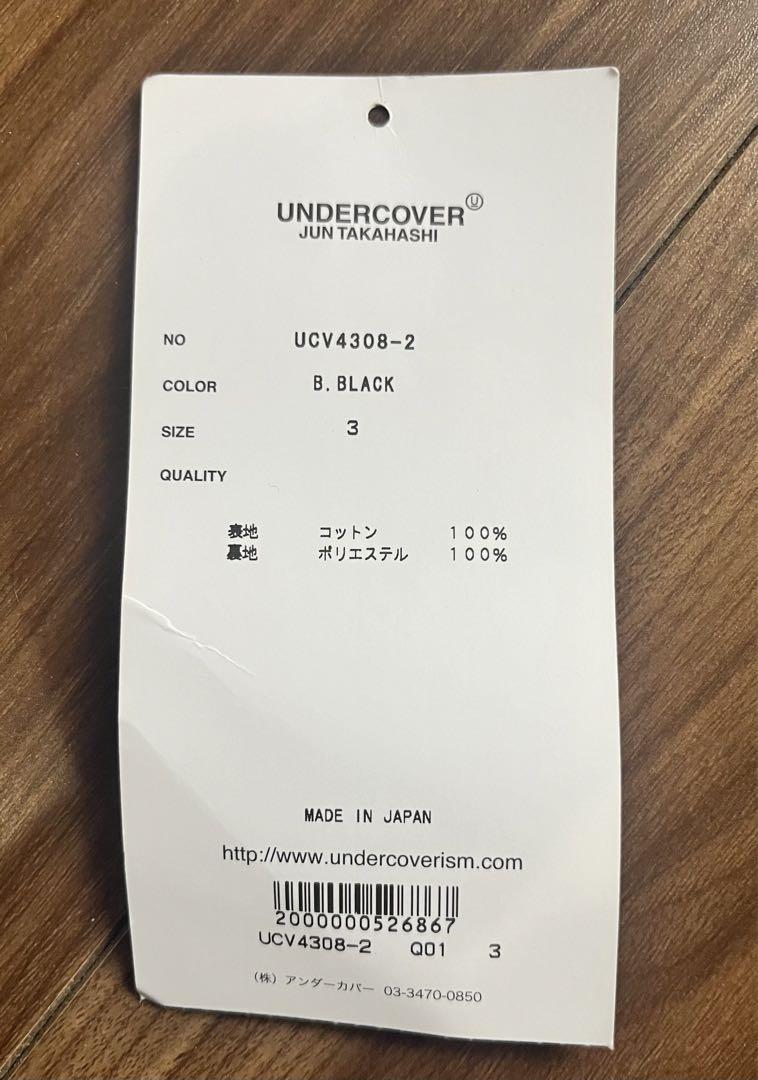 UNDERCOVER Ⓤ
JUN TAKAHASHI
NO UCV4308-2
COLOR B.BLACK
SIZE 3
QUALITY
表地 コットン 100%
裏地 ポリエステル 100%
MADE IN JAPAN
http://www.undercoverism.com
2000000526867
UCV4308-2 Q01 3
(株) アンダーカバー 03-3470-0850